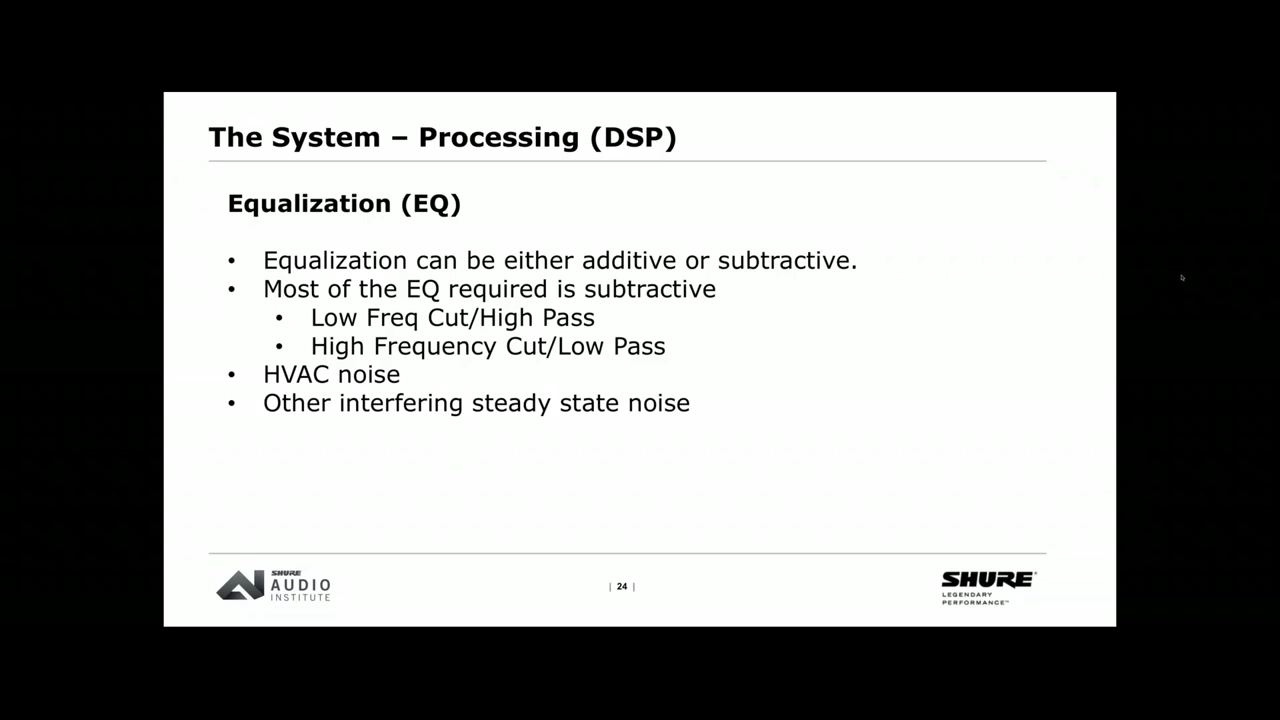 The System – Processing (DSP)
Equalization (EQ)
• Equalization can be either additive or subtractive.
• Most of the EQ required is subtractive
• Low Freq Cut/High Pass
• High Frequency Cut/Low Pass
• HVAC noise
• Other interfering steady state noise
SHURE
AUDIO
INSTITUTE
| 24 |
SHURE®
LEGENDARY
PERFORMANCE™